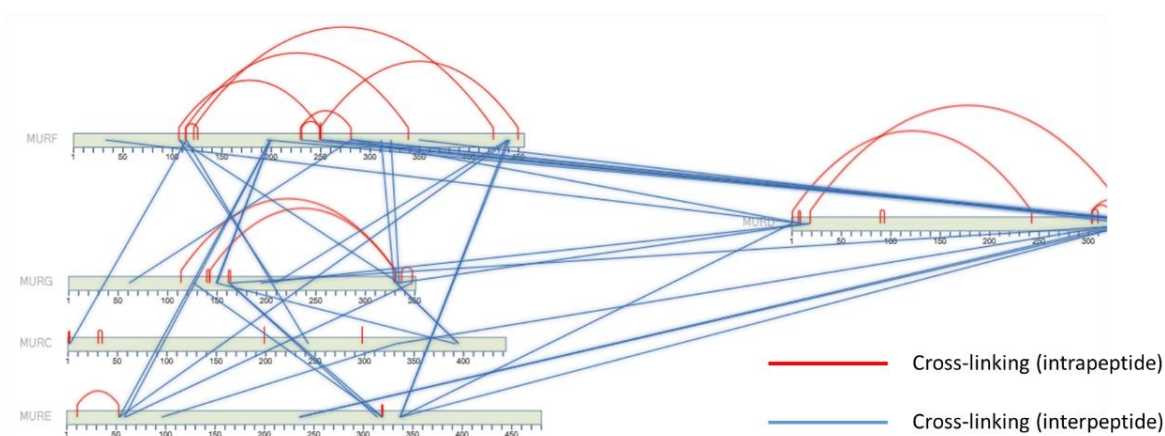 MURF
1 50 100 150 200 250 300 350 400 450
MURD
1 50 100 150 200 250 300
MURG
1 50 100 150 200 250 300 350
MURC
1 50 100 150 200 250 300 350 400
Cross-linking (intrapeptide)
MURE
1 50 100 150 200 250 300 350 400 450
Cross-linking (interpeptide)